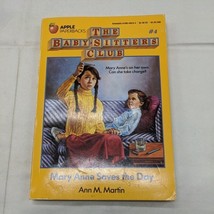 APPLE
PAPERBACKS
THE
BABY-SITTERS
CLUB
#4
Mary Anne's on her own.
Can she take charge?
Mary Anne Saves the Day
Ann M. Martin